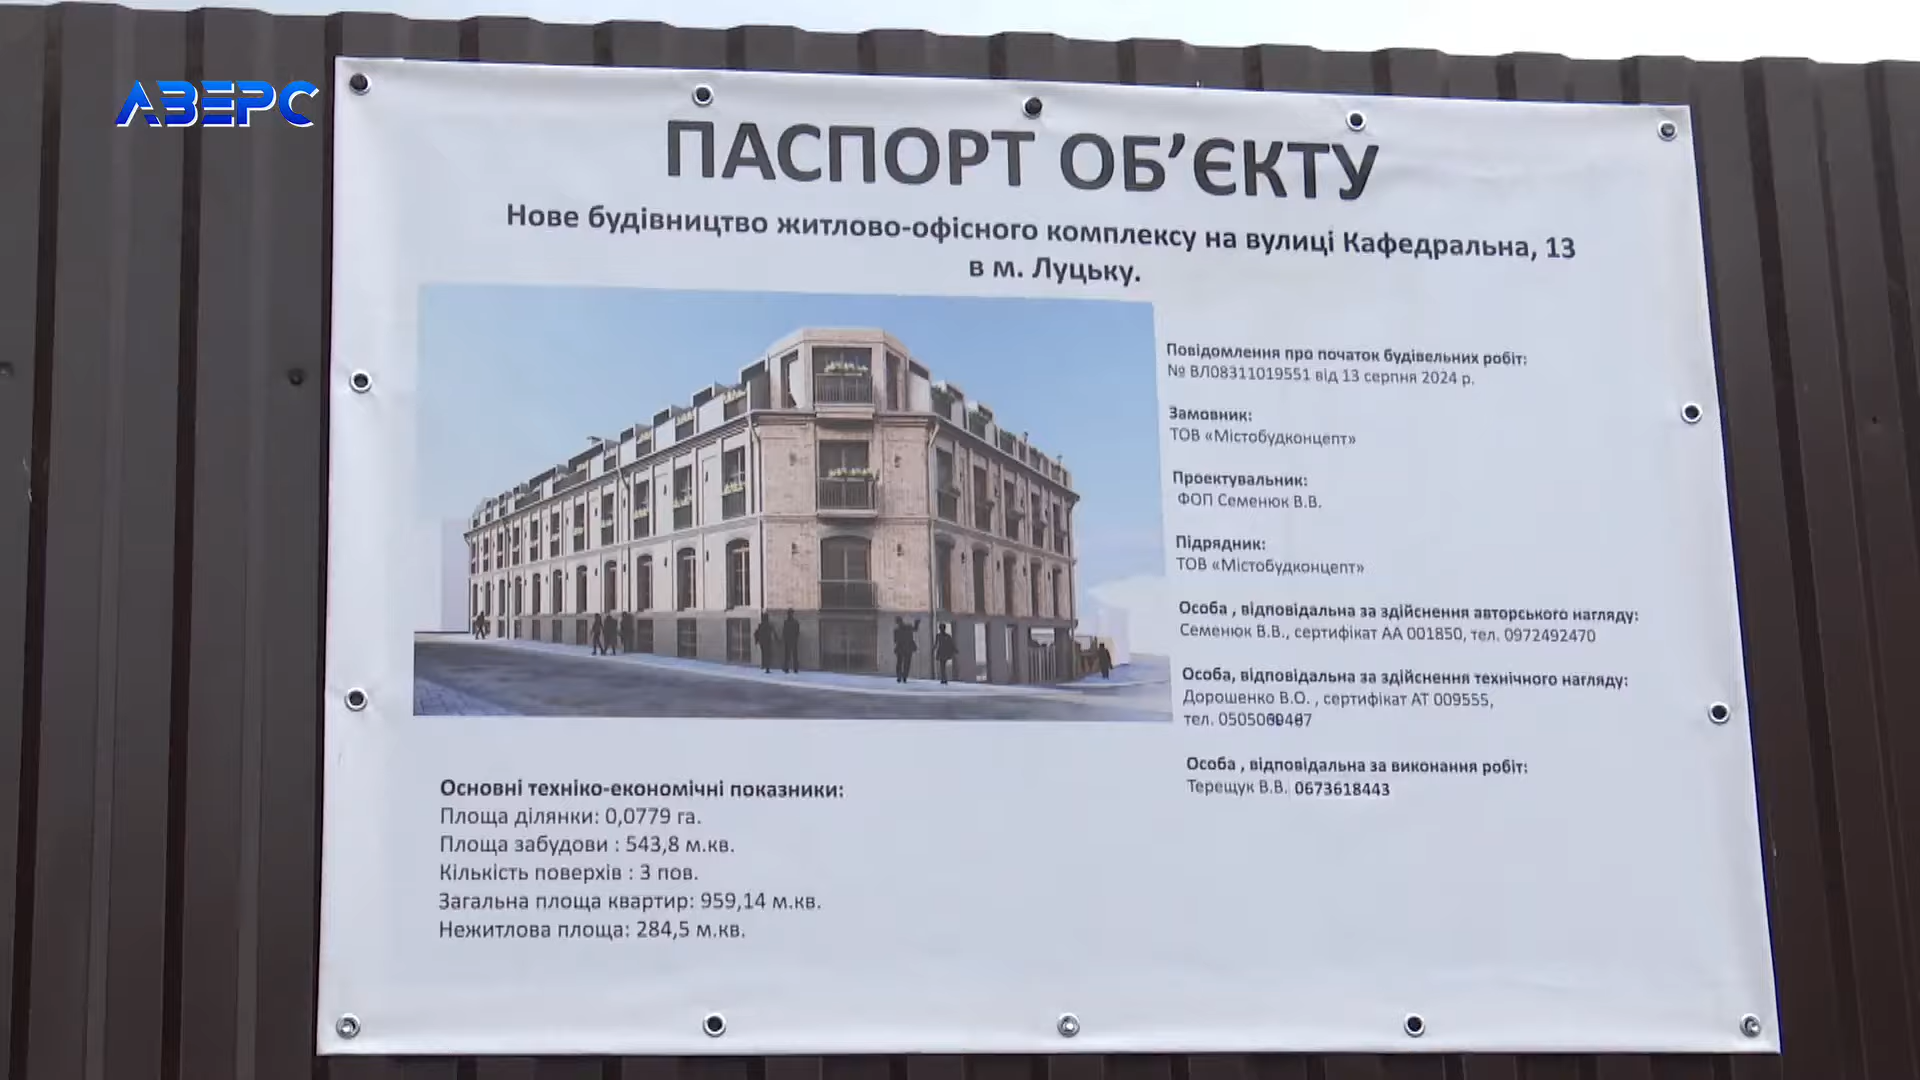 АВЕРС
ПАСПОРТ ОБ’ЄКТУ
Нове будівництво житлово-офісного комплексу на вулиці Кафедральна, 13
в м. Луцьку.
Повідомлення про початок будівельних робіт:
№ ВЛ08311019551 від 13 серпня 2024 р.
Замовник:
ТОВ «Містобудконцепт»
Проектувальник:
ФОП Семенюк В.В.
Підрядник:
ТОВ «Містобудконцепт»
Особа , відповідальна за здійснення авторського нагляду:
Семенюк В.В., сертифікат АА 001850, тел. 0972492470
Особа, відповідальна за здійснення технічного нагляду:
Дорошенко В.О. , сертифікат АТ 009555,
тел.
Особа , відповідальна за виконання робіт:
Терещук В.В. 0673618443
Основні техніко-економічні показники:
Площа ділянки: 0,0779 га.
Площа забудови : 543,8 м.кв.
Кількість поверхів : 3 пов.
Загальна площа квартир: 959,14 м.кв.
Нежитлова площа: 284,5 м.кв.